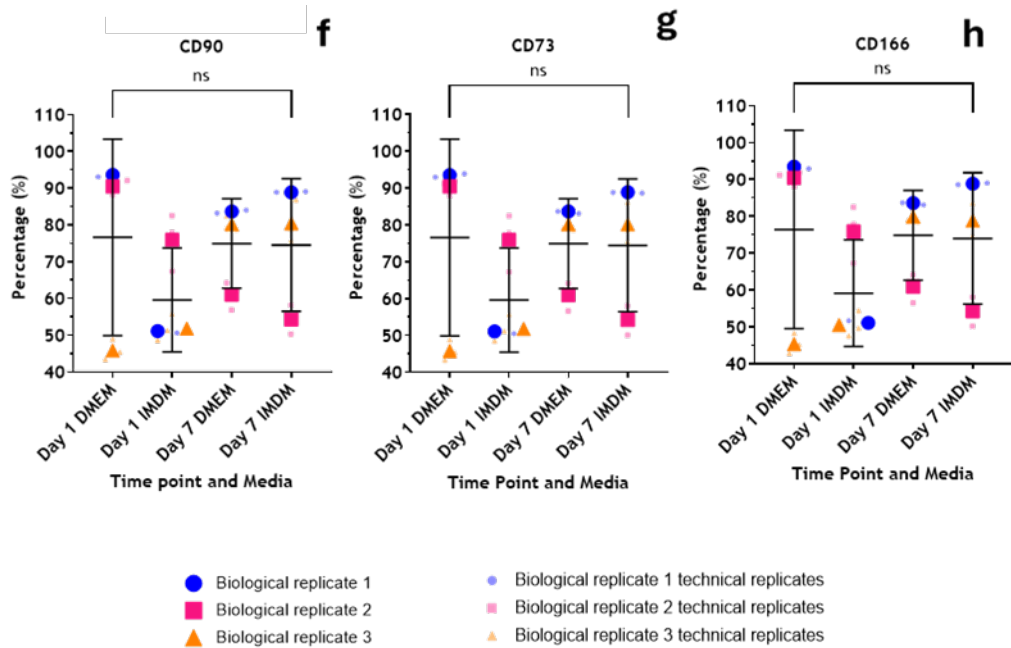 f
g
h
CD90
ns
Percentage (%)
110
100
90
80
70
60
50
40
Day 1 DMEM
Day 1 IMDM
Day 7 DMEM
Day 7 IMDM
Time point and Media
CD73
ns
Percentage (%)
110
100
90
80
70
60
50
40
Day 1 DMEM
Day 1 IMDM
Day 7 DMEM
Day 7 IMDM
Time Point and Media
CD166
ns
Percentage (%)
110
100
90
80
70
60
50
40
Day 1 DMEM
Day 1 IMDM
Day 7 DMEM
Day 7 IMDM
Time Point and Media
Biological replicate 1
Biological replicate 2
Biological replicate 3
Biological replicate 1 technical replicates
Biological replicate 2 technical replicates
Biological replicate 3 technical replicates